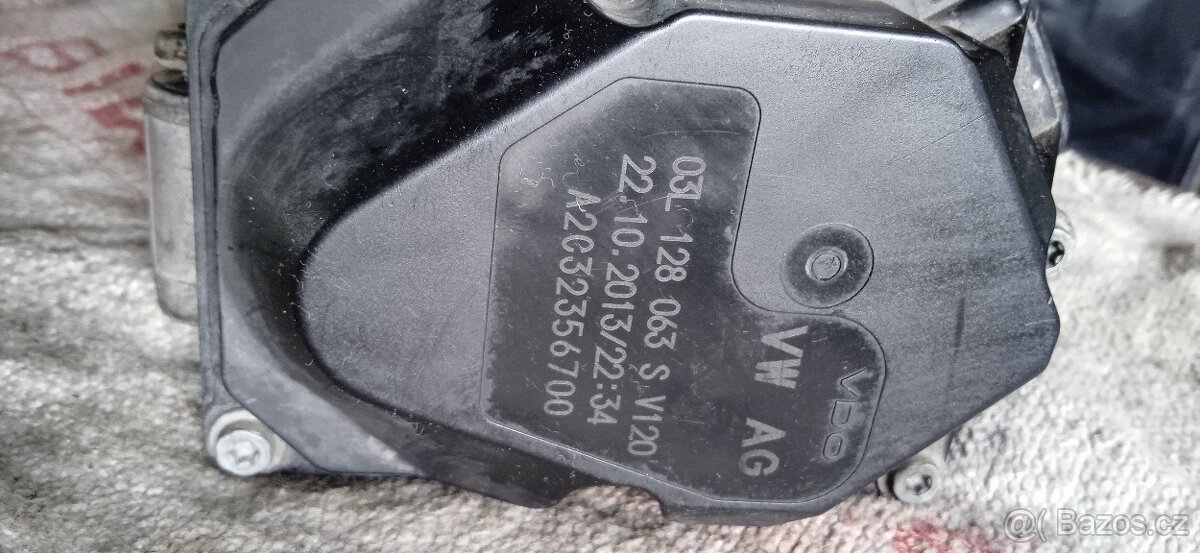 VDO
VW AG
03L 128 063 S V120
22.10.2013/22:34
A2C32356700
@( Bazos.cz